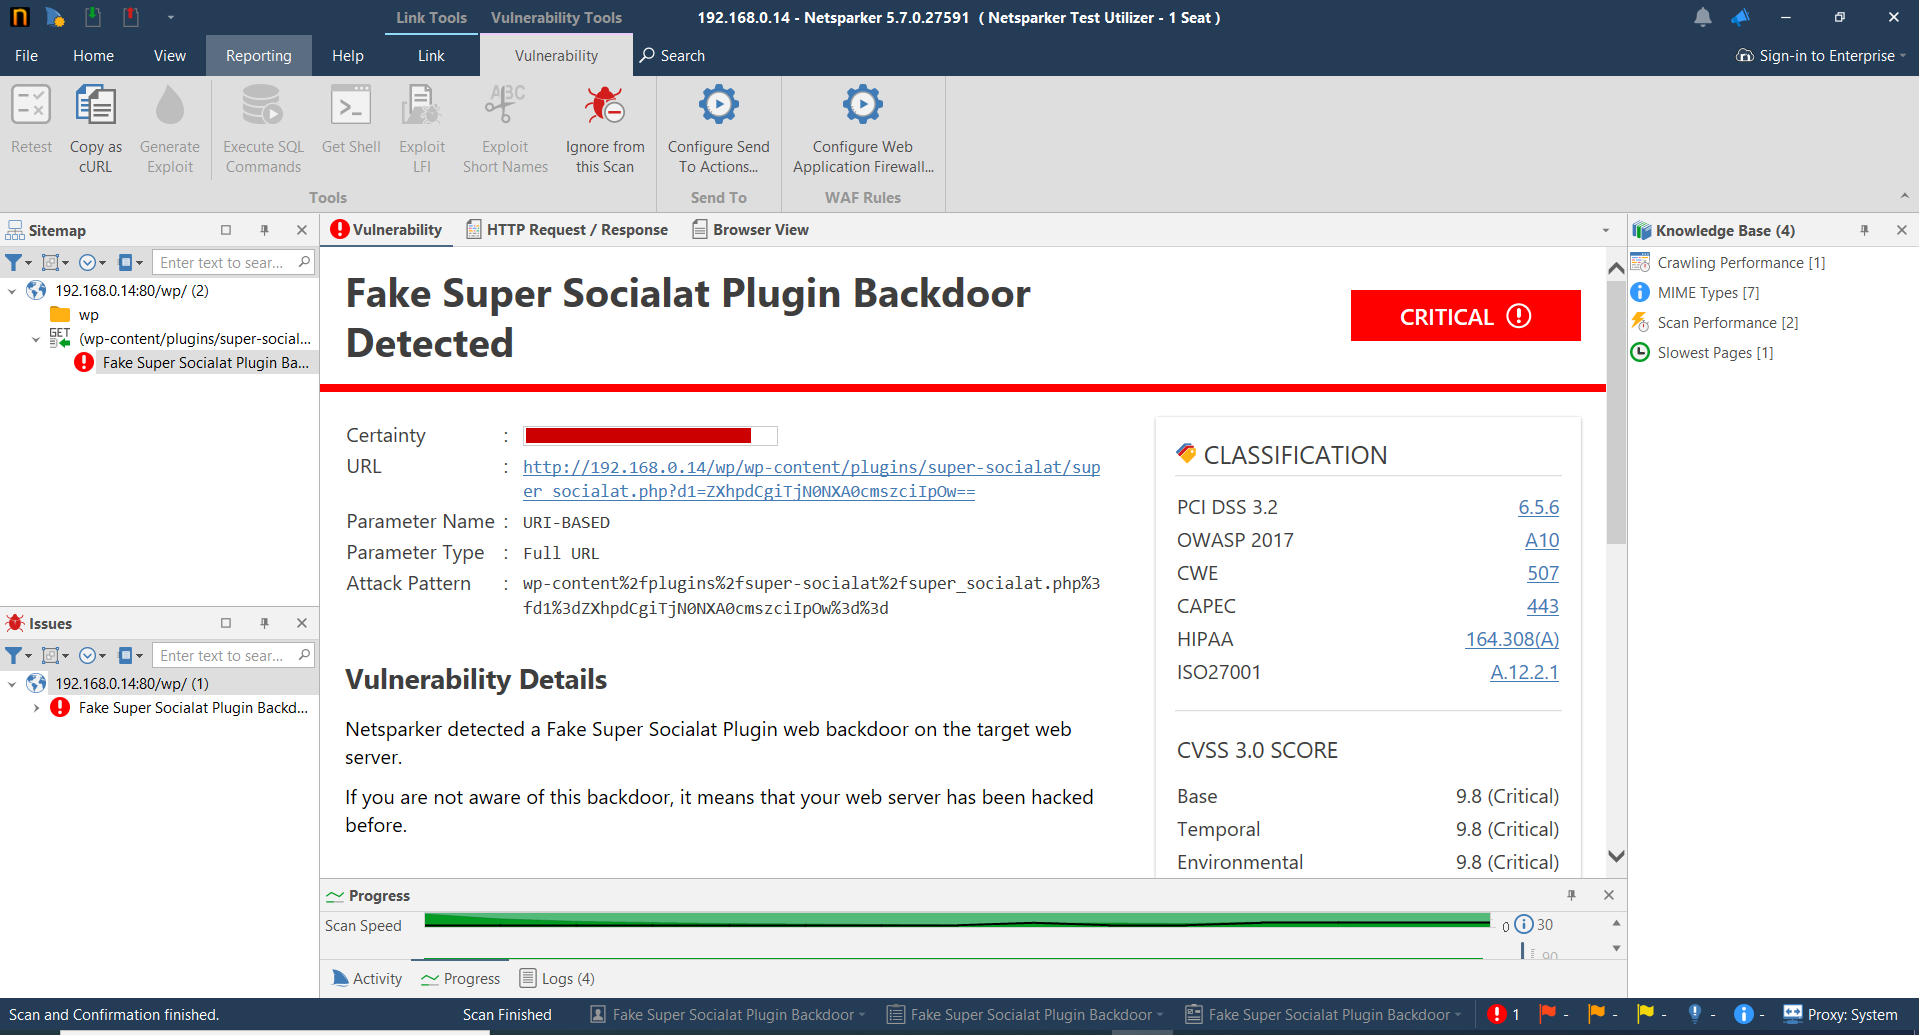 Link Tools
Vulnerability Tools
192.168.0.14 - Netsparker 5.7.0.27591 ( Netsparker Test Utilizer - 1 Seat )
File
Home
View
Reporting
Help
Link
Vulnerability
Search
Sign-in to Enterprise
Retest
Copy as
cURL
Generate
Exploit
Execute SQL
Commands
Get Shell
Exploit
LFI
ABC
Exploit
Short Names
Ignore from
this Scan
Configure Send
To Actions...
Configure Web
Application Firewall...
Tools
Send To
WAF Rules
Sitemap
Enter text to sear...
192.168.0.14:80/wp/ (2)
wp
GET
(wp-content/plugins/super-social...
Fake Super Socialat Plugin Ba...
Issues
Enter text to sear...
192.168.0.14:80/wp/ (1)
Fake Super Socialat Plugin Backd...
Vulnerability
HTTP Request / Response
Browser View
Fake Super Socialat Plugin Backdoor
Detected
CRITICAL
Certainty :
URL : http://192.168.0.14/wp/wp-content/plugins/super-socialat/sup
er_socialat.php?d1=ZXhpdCgiTjN0NXA0cmszciIpOw==
Parameter Name : URI-BASED
Parameter Type : Full URL
Attack Pattern : wp-content%2fplugins%2fsuper-socialat%2fsuper_socialat.php%3
fd1%3dZXhpdCgiTjN0NXA0cmszciIpOw%3d%3d
Vulnerability Details
Netsparker detected a Fake Super Socialat Plugin web backdoor on the target web
server.
If you are not aware of this backdoor, it means that your web server has been hacked
before.
CLASSIFICATION
PCI DSS 3.2 6.5.6
OWASP 2017 A10
CWE 507
CAPEC 443
HIPAA 164.308(A)
ISO27001 A.12.2.1
CVSS 3.0 SCORE
Base 9.8 (Critical)
Temporal 9.8 (Critical)
Environmental 9.8 (Critical)
Knowledge Base (4)
Crawling Performance [1]
MIME Types [7]
Scan Performance [2]
Slowest Pages [1]
Progress
Scan Speed
0
30
90
Activity
Progress
Logs (4)
Scan and Confirmation finished.
Scan Finished
Fake Super Socialat Plugin Backdoor
Fake Super Socialat Plugin Backdoor
Fake Super Socialat Plugin Backdoor
1
-
-
-
-
-
Proxy: System